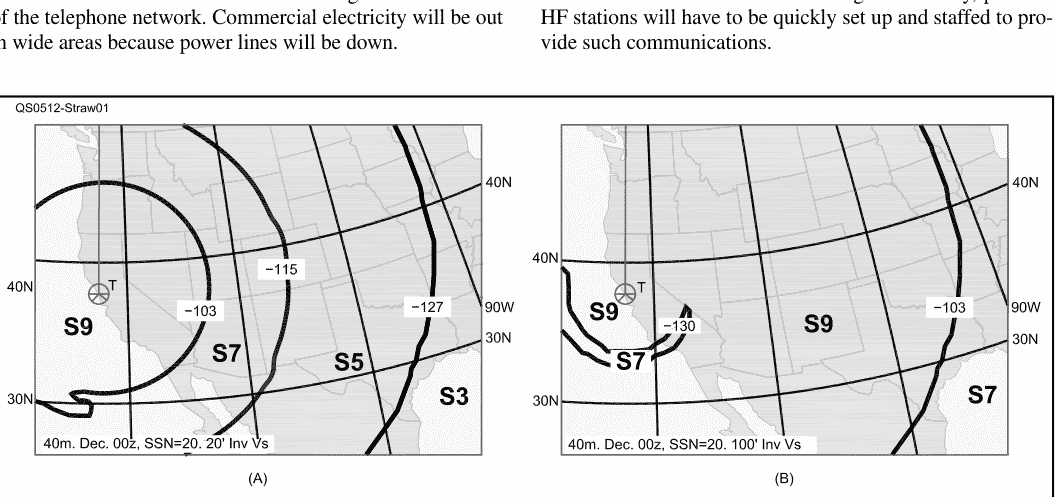 of the telephone network. Commercial electricity will be out
n wide areas because power lines will be down.
HF stations will have to be quickly set up and staffed to pro-
vide such communications.
QS0512-Straw01
40N
40N
30N
90W
30N
T
S9
S7
S5
S3
−103
−115
−127
40m. Dec. 00z, SSN=20. 20' Inv Vs
(A)
40N
40N
30N
90W
30N
T
S9
S7
S9
S7
−130
−103
40m. Dec. 00z, SSN=20. 100' Inv Vs
(B)